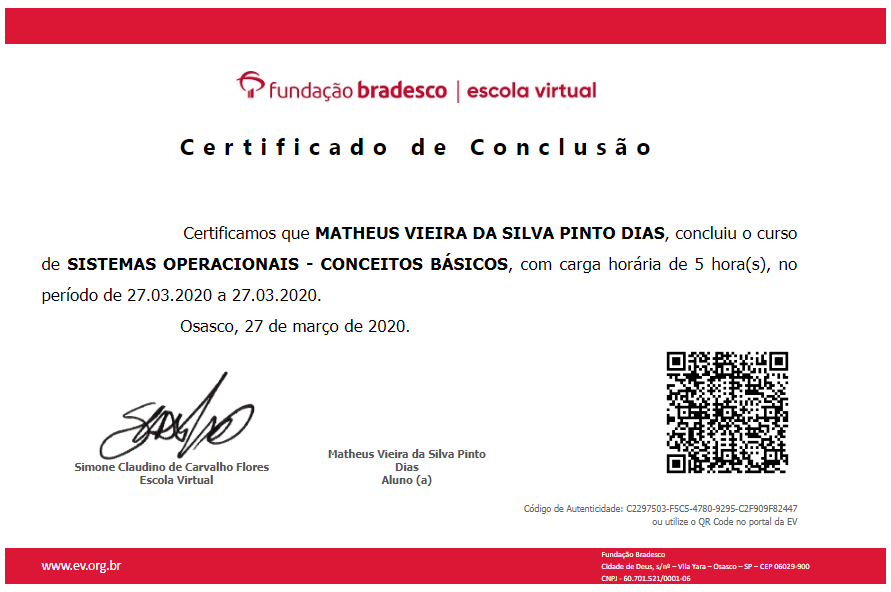 fundação bradesco | escola virtual
Certificado de Conclusão
Certificamos que MATHEUS VIEIRA DA SILVA PINTO DIAS, concluiu o curso
de SISTEMAS OPERACIONAIS - CONCEITOS BÁSICOS, com carga horária de 5 hora(s), no
período de 27.03.2020 a 27.03.2020.
Osasco, 27 de março de 2020.
Simone Claudino de Carvalho Flores
Escola Virtual
Matheus Vieira da Silva Pinto
Dias
Aluno (a)
Código de Autenticidade: C2297503-F5C5-4780-9295-C2F909F82447
ou utilize o QR Code no portal da EV
www.ev.org.br
Fundação Bradesco
Cidade de Deus, s/nº – Vila Yara – Osasco – SP – CEP 06029-900
CNPJ - 60.701.521/0001-06